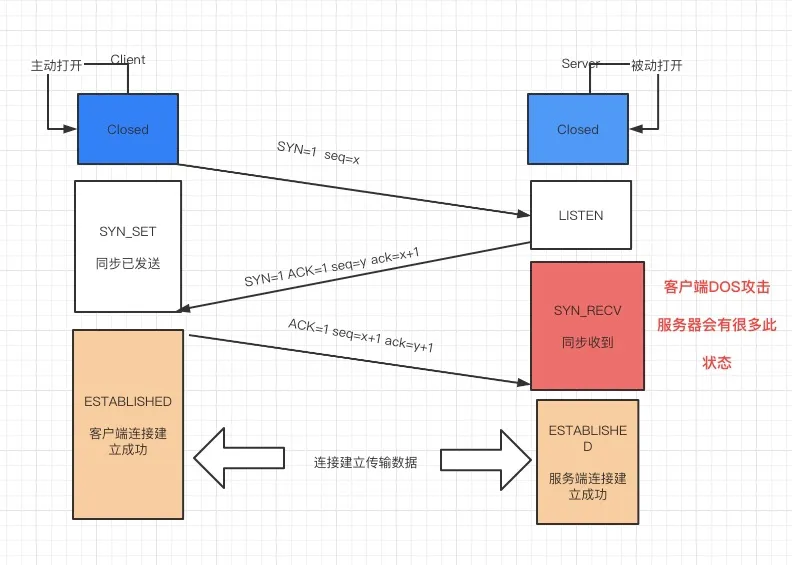 Client
主动打开
Server
被动打开
Closed
Closed
SYN=1 seq=x
SYN_SET
同步已发送
LISTEN
SYN=1 ACK=1 seq=y ack=x+1
SYN_RECV
同步收到
客户端DOS攻击
服务器会有很多此
状态
ACK=1 seq=x+1 ack=y+1
ESTABLISHED
客户端连接建
立成功
连接建立传输数据
ESTABLISHE
D
服务端连接建
立成功